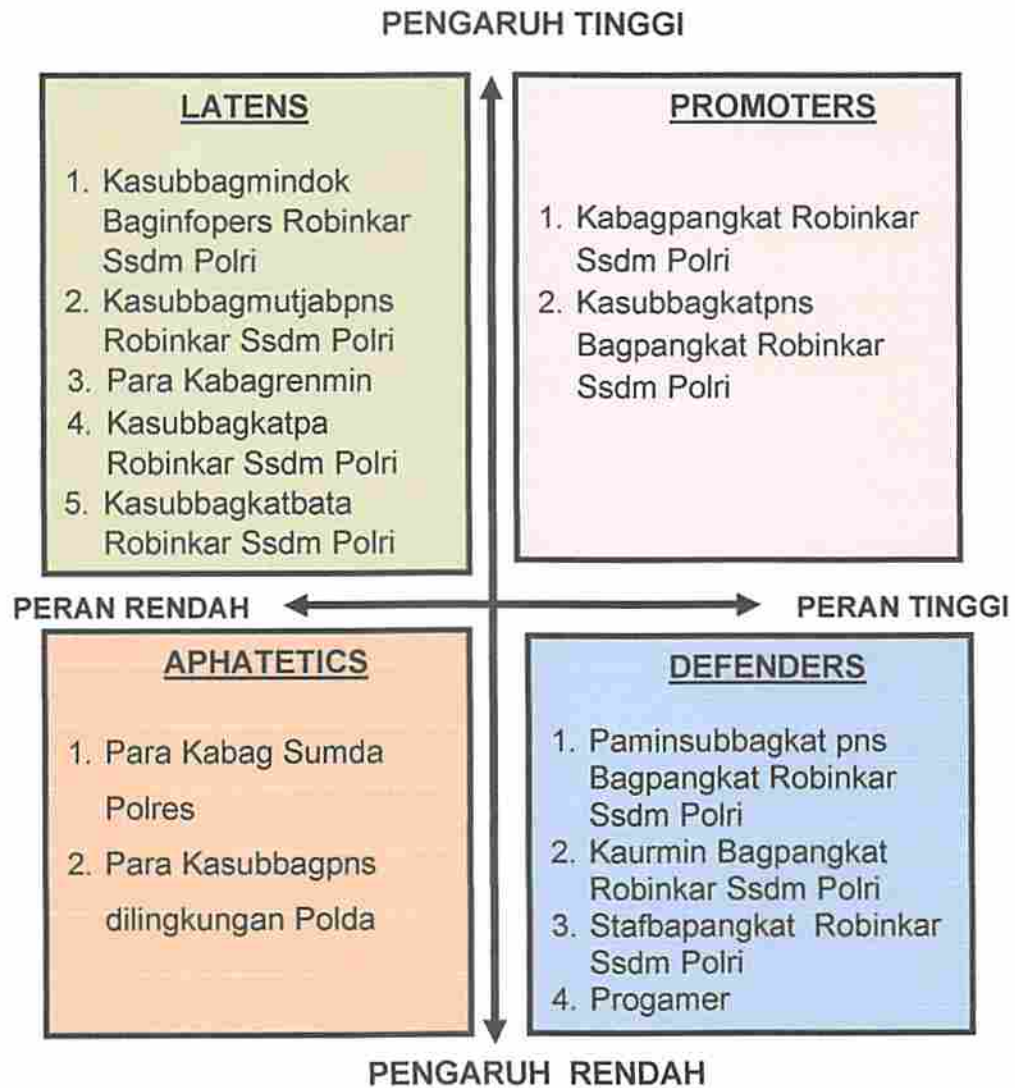 PENGARUH TINGGI
LATENS
1. Kasubbagmindok
Baginfopers Robinkar
Ssdm Polri
2. Kasubbagmutjabpns
Robinkar Ssdm Polri
3. Para Kabagrenmin
4. Kasubbagkatpa
Robinkar Ssdm Polri
5. Kasubbagkatbata
Robinkar Ssdm Polri
PROMOTERS
1. Kabagpangkat Robinkar
Ssdm Polri
2. Kasubbagkatpns
Bagpangkat Robinkar
Ssdm Polri
PERAN RENDAH
PERAN TINGGI
APHATETICS
1. Para Kabag Sumda
Polres
2. Para Kasubbagpns
dilingkungan Polda
DEFENDERS
1. Paminsubbagkat pns
Bagpangkat Robinkar
Ssdm Polri
2. Kaurmin Bagpangkat
Robinkar Ssdm Polri
3. Stafbapangkat Robinkar
Ssdm Polri
4. Progamer
PENGARUH RENDAH